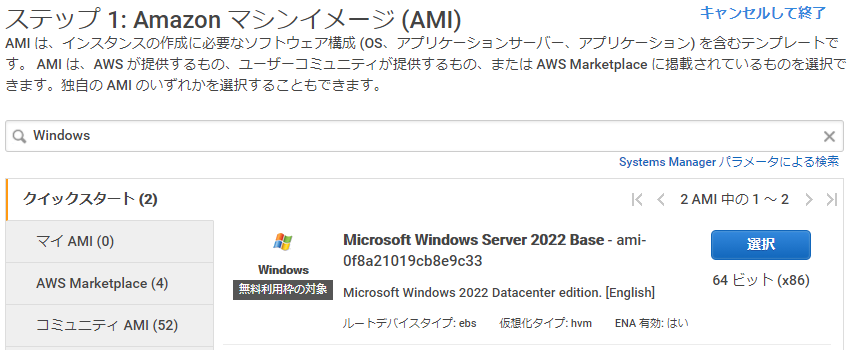 ステップ 1: Amazon マシンイメージ (AMI)
キャンセルして終了
AMI は、インスタンスの作成に必要なソフトウェア構成 (OS、アプリケーションサーバー、アプリケーション) を含むテンプレートで
す。 AMI は、AWS が提供するもの、ユーザーコミュニティが提供するもの、または AWS Marketplace に掲載されているものを選択で
きます。独自の AMI のいずれかを選択することもできます。
Windows
Systems Manager パラメータによる検索
クイックスタート (2)
2 AMI 中の 1 ～ 2
マイ AMI (0)
AWS Marketplace (4)
コミュニティ AMI (52)
Windows
無料利用枠の対象
Microsoft Windows Server 2022 Base - ami-
0f8a21019cb8e9c33
Microsoft Windows 2022 Datacenter edition. [English]
ルートデバイスタイプ: ebs 仮想化タイプ: hvm ENA 有効: はい
選択
64 ビット (x86)